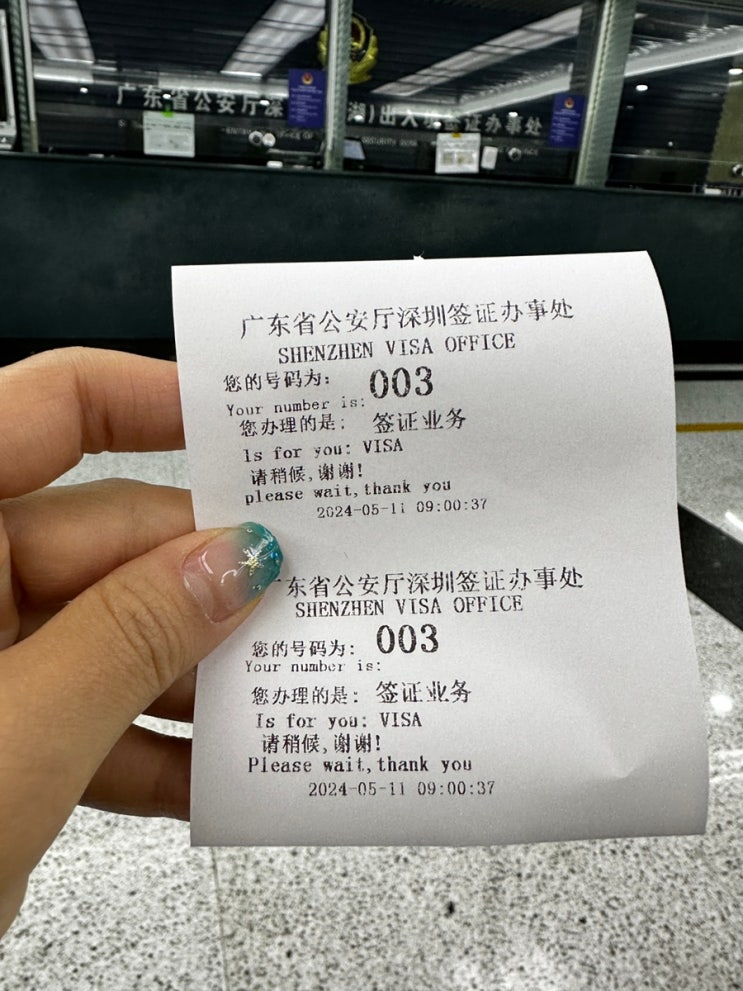 广东省公安厅深
湖)出入
签证办事处
广东省公安厅深圳签证办事处
SHENZHEN VISA OFFICE
您的号码为: 003
Your number is:
您办理的是: 签证业务
Is for you: VISA
请稍候,谢谢!
please wait,thank you
2024-05-11 09:00:37
东省公安厅深圳签证办事处
SHENZHEN VISA OFFICE
您的号码为: 003
Your number is:
您办理的是: 签证业务
Is for you: VISA
请稍候,谢谢!
Please wait,thank you
2024-05-11 09:00:37